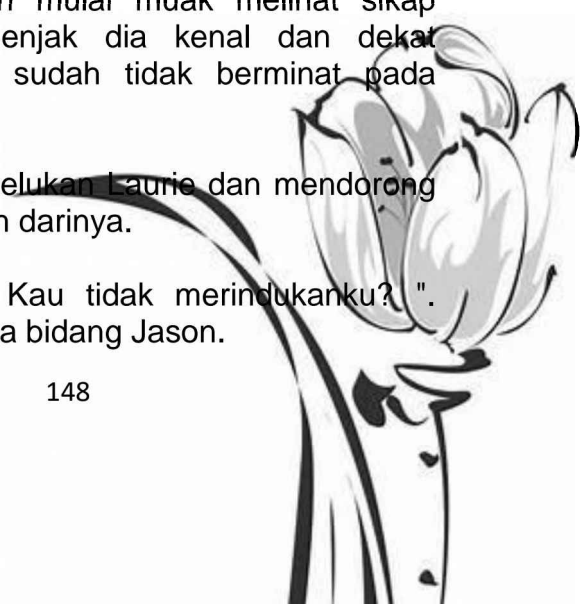 mulai muak melihat sikap
enjak dia kenal dan dekat
sudah tidak berminat pada
elukan Laurie dan mendorong
darinya.
Kau tidak merindukanku? ".
a bidang Jason.
148